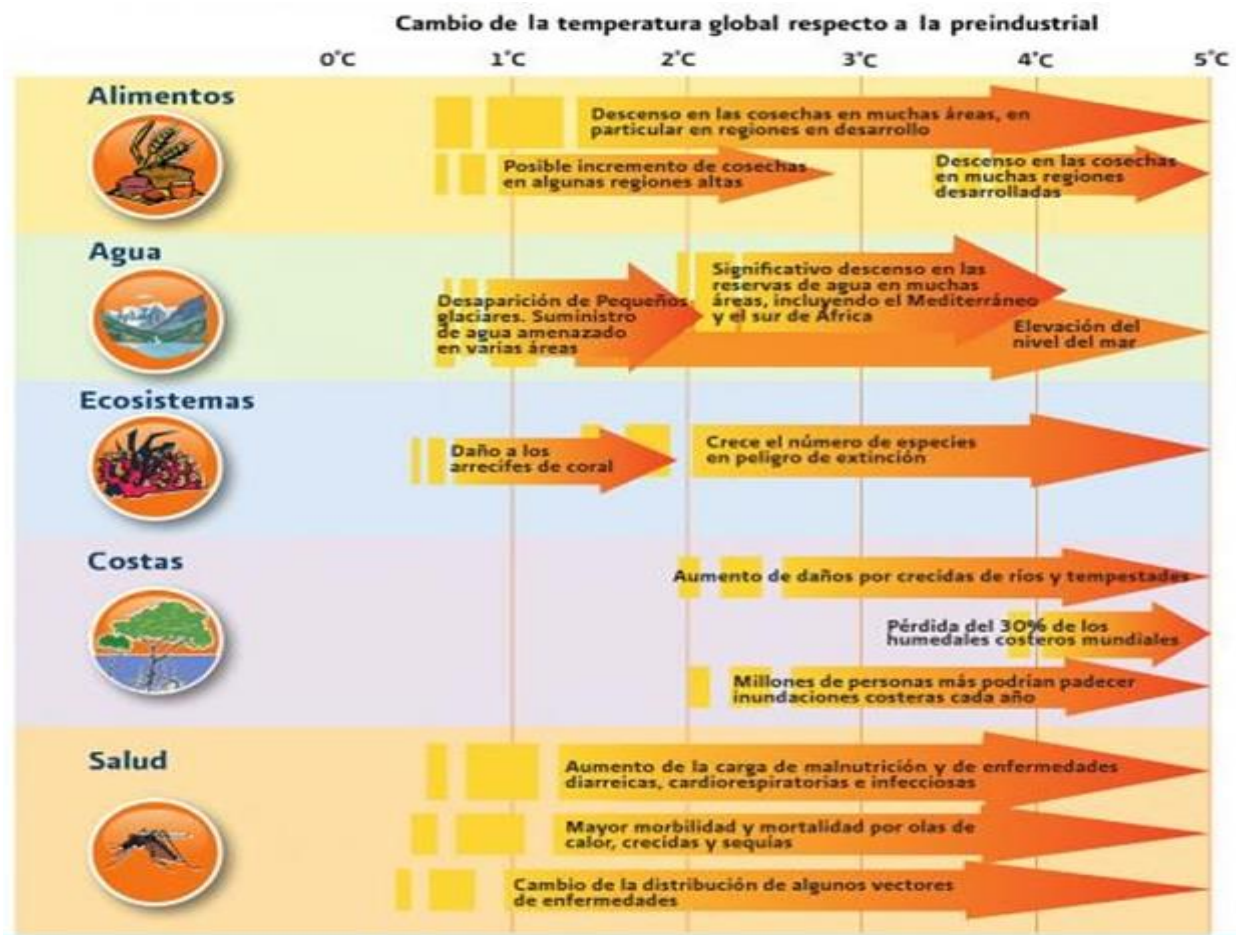 Cambio de la temperatura global respecto a la preindustrial
0°C 1°C 2°C 3°C 4°C 5°C
Alimentos
Descenso en las cosechas en muchas áreas, en
particular en regiones en desarrollo
Posible incremento de cosechas
en algunas regiones altas
Descenso en las cosechas
en muchas regiones
desarrolladas
Agua
Desaparición de Pequeños
glaciares. Suministro
de agua amenazado
en varias áreas
Significativo descenso en las
reservas de agua en muchas
áreas, incluyendo el Mediterráneo
y el sur de África
Elevación del
nivel del mar
Ecosistemas
Daño a los
arrecifes de coral
Crece el número de especies
en peligro de extinción
Costas
Aumento de daños por crecidas de ríos y tempestades
Pérdida del 30% de los
humedales costeros mundiales
Millones de personas más podrían padecer
inundaciones costeras cada año
Salud
Aumento de la carga de malnutrición y de enfermedades
diarreicas, cardiorespiratorias e infecciosas
Mayor morbilidad y mortalidad por olas de
calor, crecidas y sequías
Cambio de la distribución de algunos vectores
de enfermedades